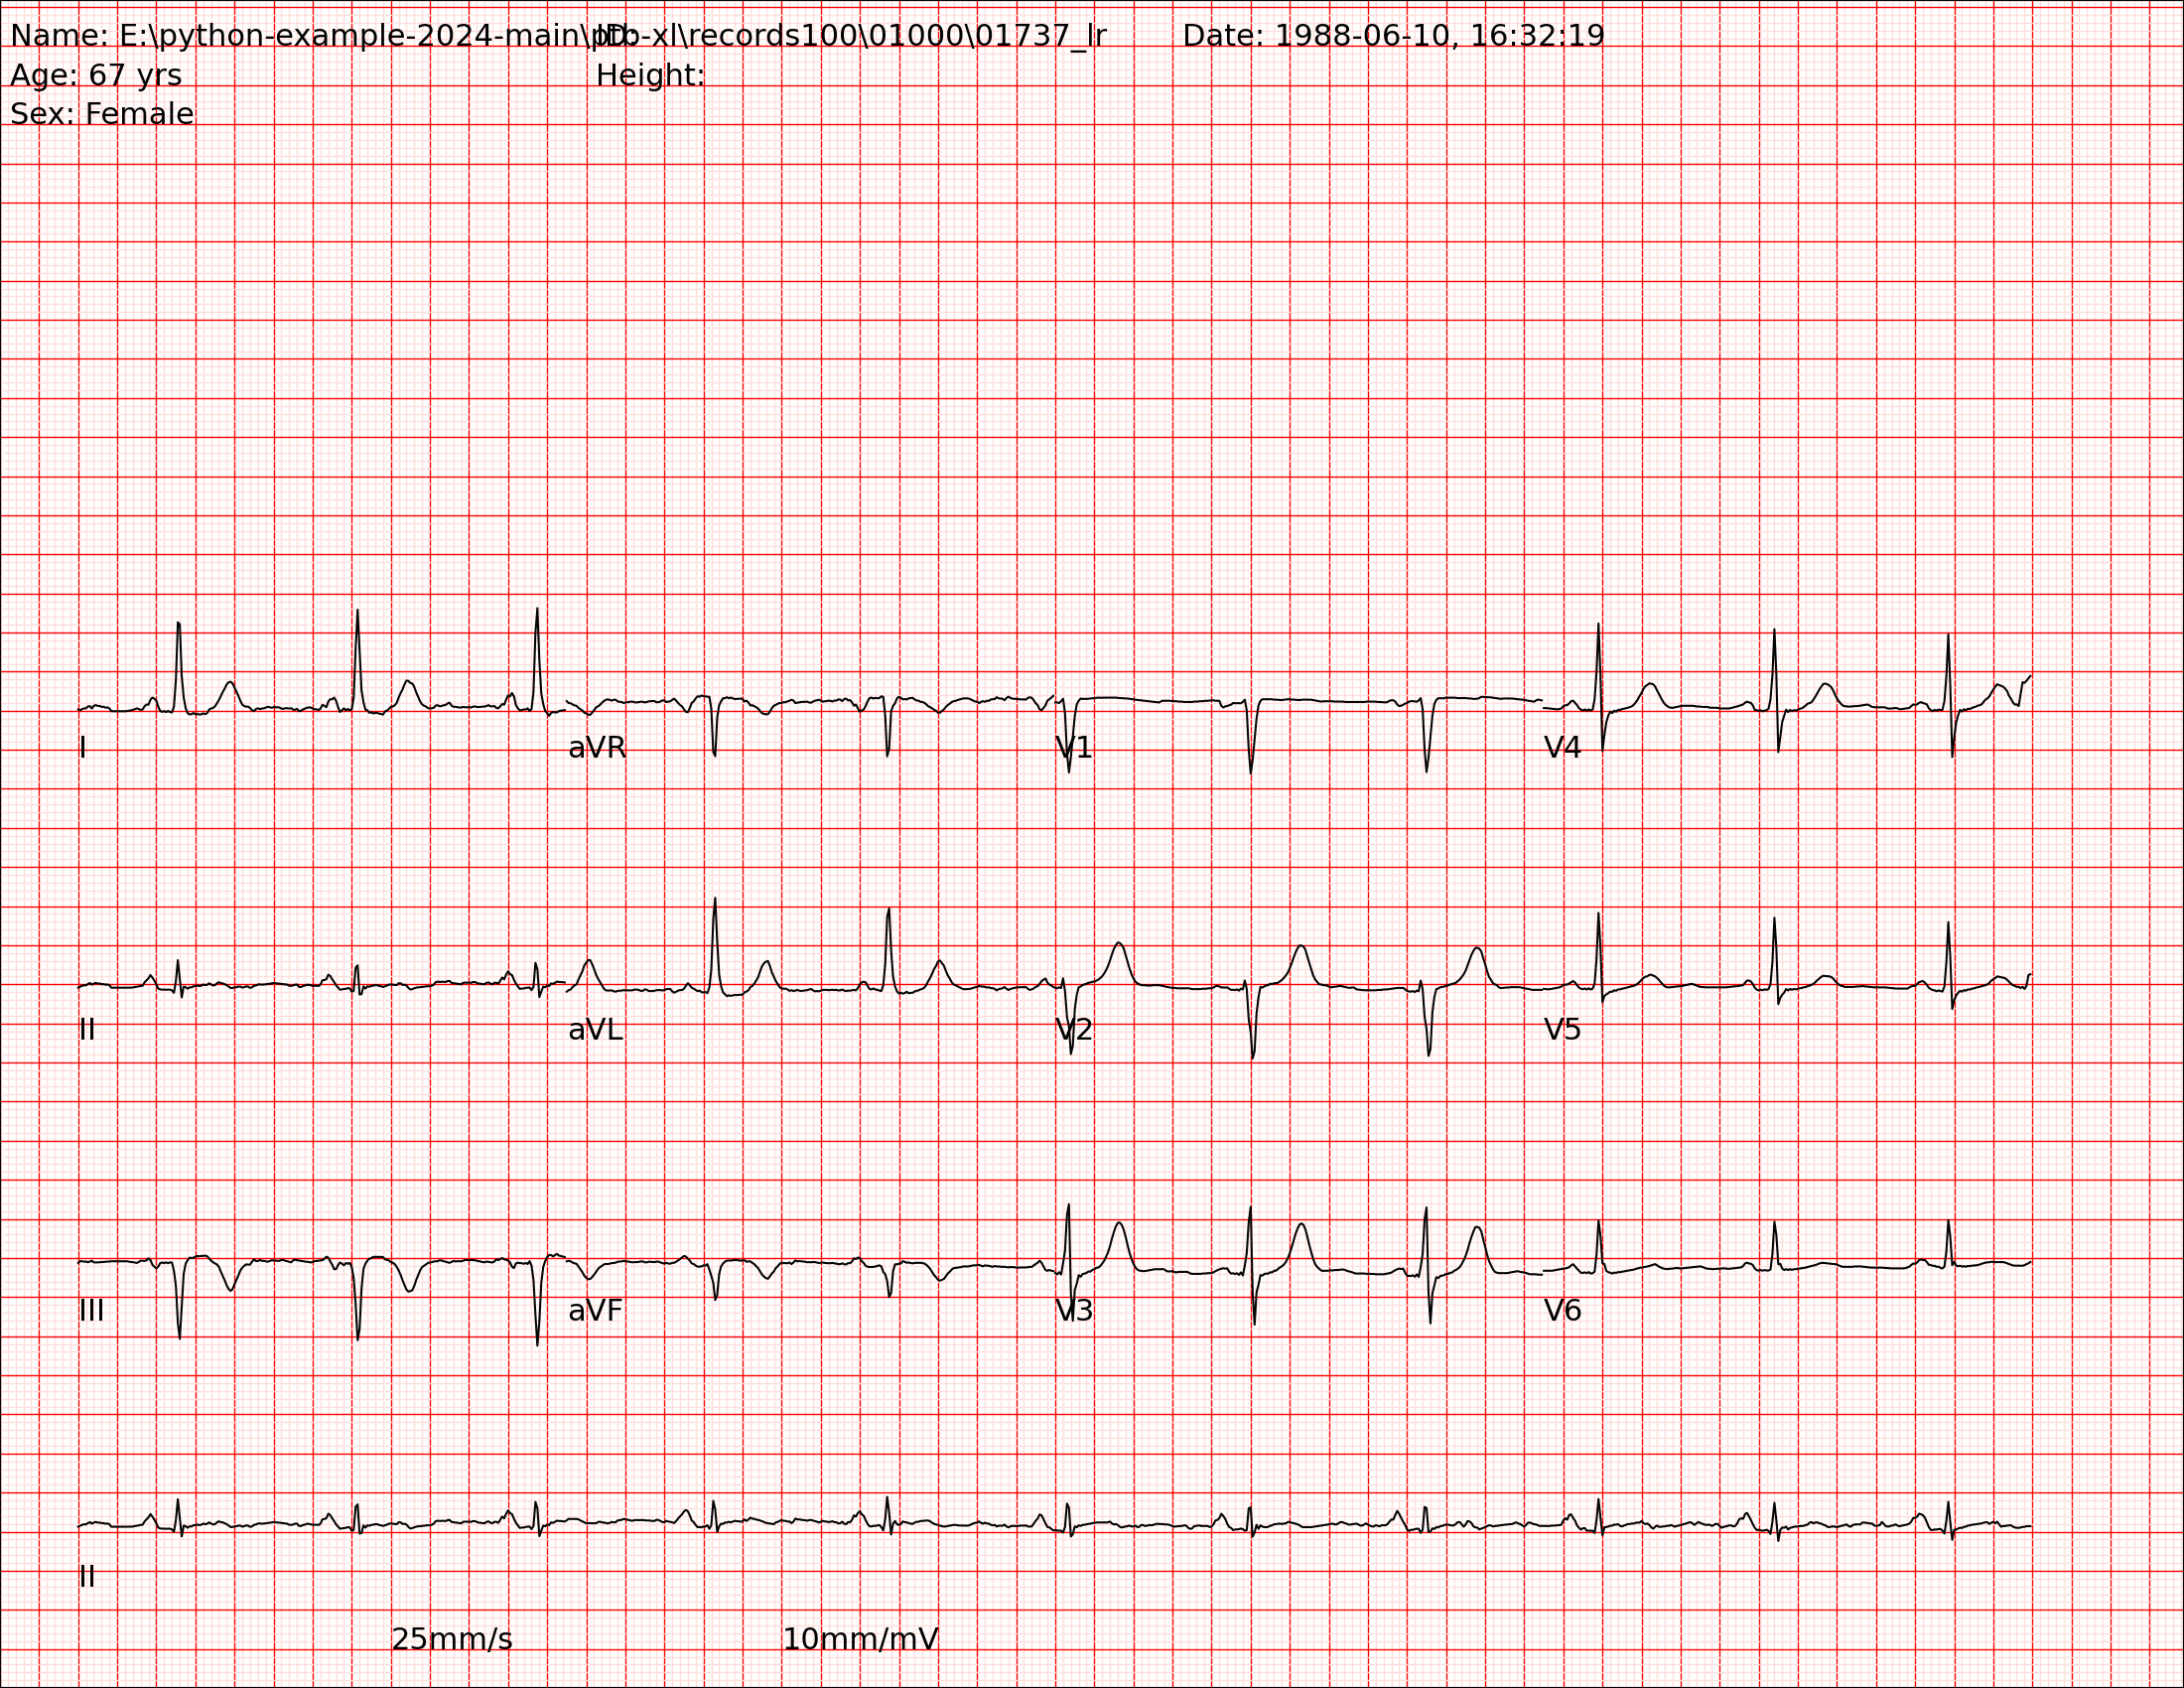 Name: E:\python-example-2024-main\ptb-xl\records100\01000\01737_lr ID: Date: 1988-06-10, 16:32:19
Age: 67 yrs Height:
Sex: Female
I aVR V1 V4
II aVL V2 V5
III aVF V3 V6
II
25mm/s 10mm/mV